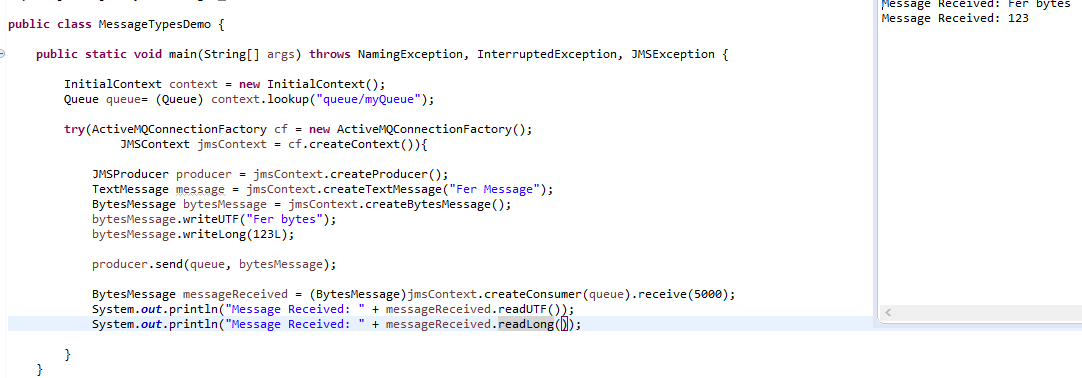 public class MessageTypesDemo {
public static void main(String[] args) throws NamingException, InterruptedException, JMSException {
InitialContext context = new InitialContext();
Queue queue= (Queue) context.lookup("queue/myQueue");
try(ActiveMQConnectionFactory cf = new ActiveMQConnectionFactory();
JMSContext jmsContext = cf.createContext()){
JMSProducer producer = jmsContext.createProducer();
TextMessage message = jmsContext.createTextMessage("Fer Message");
BytesMessage bytesMessage = jmsContext.createBytesMessage();
bytesMessage.writeUTF("Fer bytes");
bytesMessage.writeLong(123L);
producer.send(queue, bytesMessage);
BytesMessage messageReceived = (BytesMessage)jmsContext.createConsumer(queue).receive(5000);
System.out.println("Message Received: " + messageReceived.readUTF());
System.out.println("Message Received: " + messageReceived.readLong());
}
}
Message Received: Fer bytes
Message Received: 123